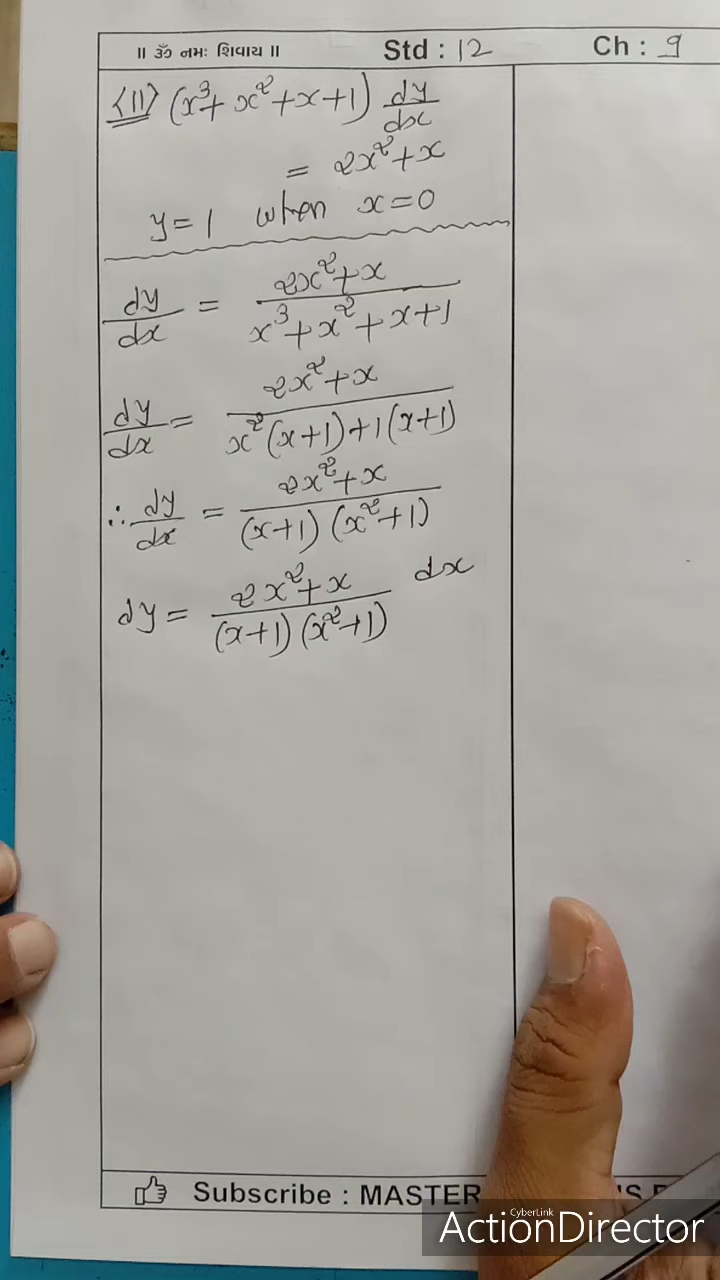 ॥ ૐ નમઃ શિવાય ॥ Std : 12 Ch : 9
<11> (x³+x²+x+1) dy/dx
= 2x²+x
y=1 when x=0
dy/dx = 2x²+x / x³+x²+x+1
dy/dx = 2x²+x / x²(x+1)+1(x+1)
∴ dy/dx = 2x²+x / (x+1)(x²+1)
dy = 2x²+x / (x+1)(x²+1) dx
Subscribe : MASTER
CyberLink
ActionDirector